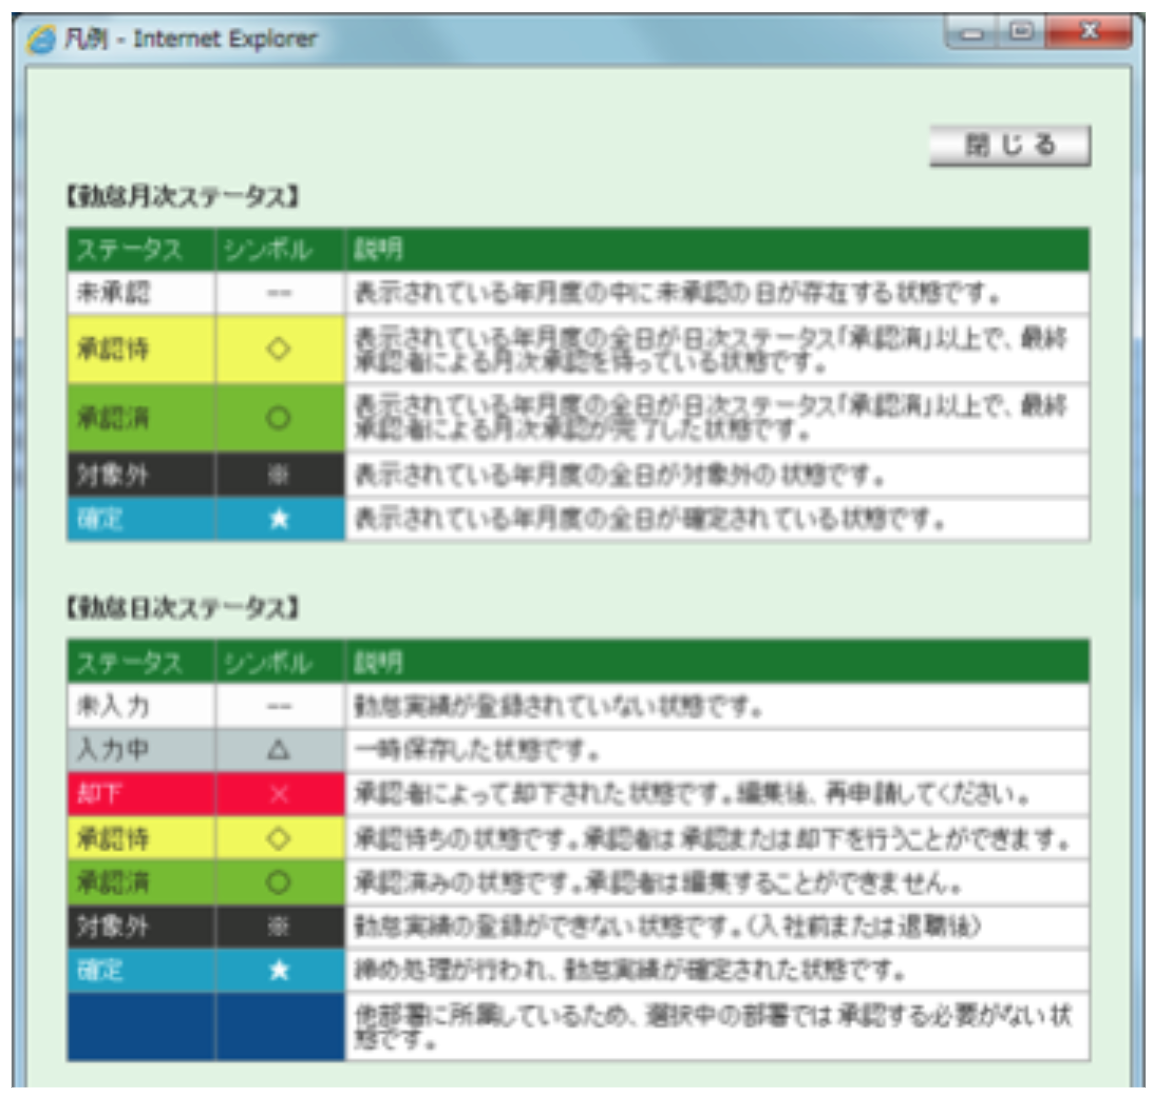 凡例 - Internet Explorer
閉じる
【勤怠月次ステータス】
ステータス シンボル 説明
未承認 -- 表示されている年月度の中に未承認の日が存在する状態です。
承認待 ◇ 表示されている年月度の全日が日次ステータス「承認済」以上で、最終
承認者による月次承認を待っている状態です。
承認済 ○ 表示されている年月度の全日が日次ステータス「承認済」以上で、最終
承認者による月次承認が完了した状態です。
対象外 ※ 表示されている年月度の全日が対象外の状態です。
確定 ★ 表示されている年月度の全日が確定されている状態です。
【勤怠日次ステータス】
ステータス シンボル 説明
未入力 -- 勤怠実績が登録されていない状態です。
入力中 △ 一時保存した状態です。
却下 × 承認者によって却下された状態です。編集後、再申請してください。
承認待 ◇ 承認待ちの状態です。承認者は承認または却下を行うことができます。
承認済 ○ 承認済みの状態です。承認者は編集することができません。
対象外 ※ 勤怠実績の登録ができない状態です。(入社前または退職後)
確定 ★ 締め処理が行われ、勤怠実績が確定された状態です。
他部署に所属しているため、選択中の部署では承認する必要がない状
態です。